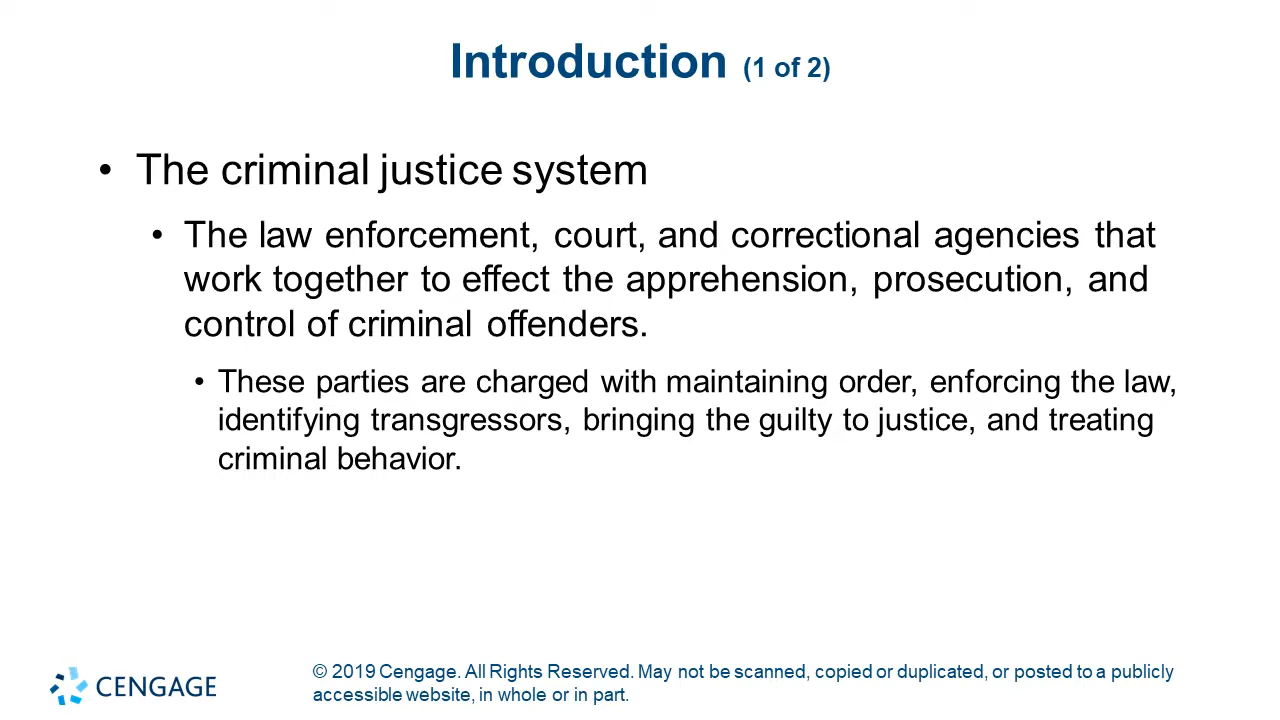 Introduction (1 of 2)
• The criminal justice system
• The law enforcement, court, and correctional agencies that
work together to effect the apprehension, prosecution, and
control of criminal offenders.
• These parties are charged with maintaining order, enforcing the law,
identifying transgressors, bringing the guilty to justice, and treating
criminal behavior.
CENGAGE
© 2019 Cengage. All Rights Reserved. May not be scanned, copied or duplicated, or posted to a publicly
accessible website, in whole or in part.